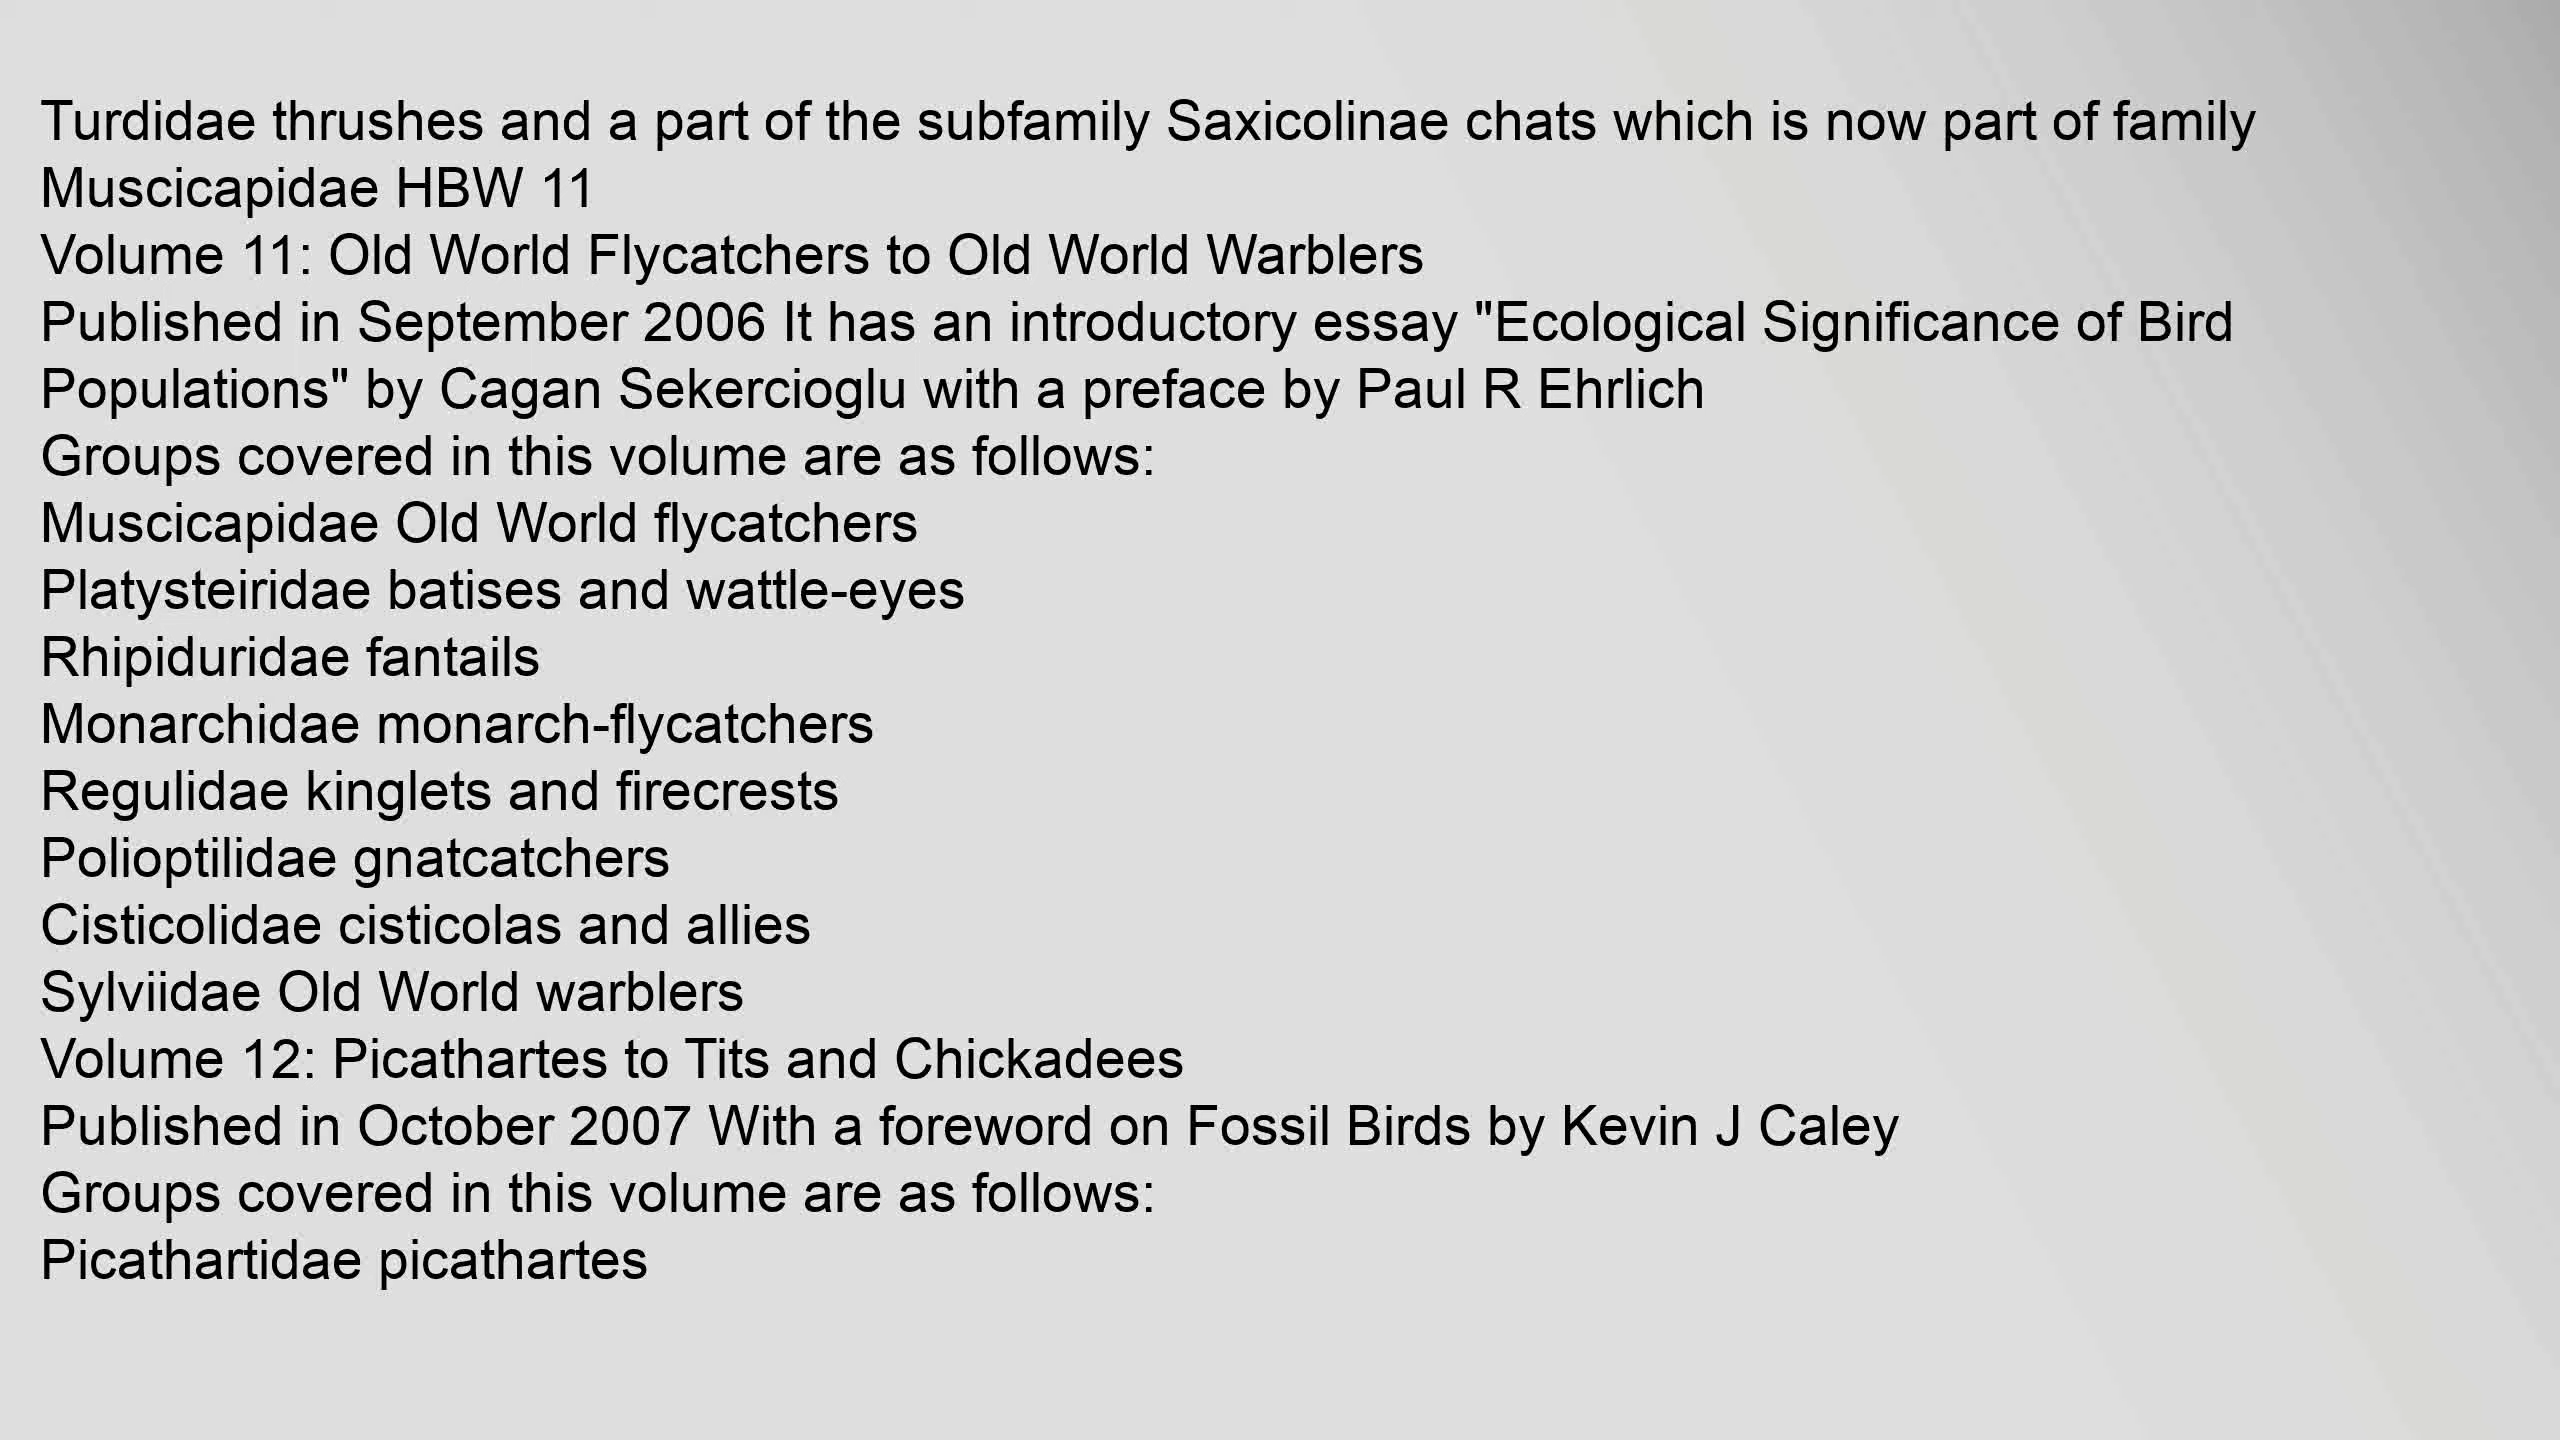 Turdidae thrushes and a part of the subfamily Saxicolinae chats which is now part of family
Muscicapidae HBW 11
Volume 11: Old World Flycatchers to Old World Warblers
Published in September 2006 It has an introductory essay "Ecological Significance of Bird
Populations" by Cagan Sekercioglu with a preface by Paul R Ehrlich
Groups covered in this volume are as follows:
Muscicapidae Old World flycatchers
Platysteiridae batises and wattle-eyes
Rhipiduridae fantails
Monarchidae monarch-flycatchers
Regulidae kinglets and firecrests
Polioptilidae gnatcatchers
Cisticolidae cisticolas and allies
Sylviidae Old World warblers
Volume 12: Picathartes to Tits and Chickadees
Published in October 2007 With a foreword on Fossil Birds by Kevin J Caley
Groups covered in this volume are as follows:
Picathartidae picathartes